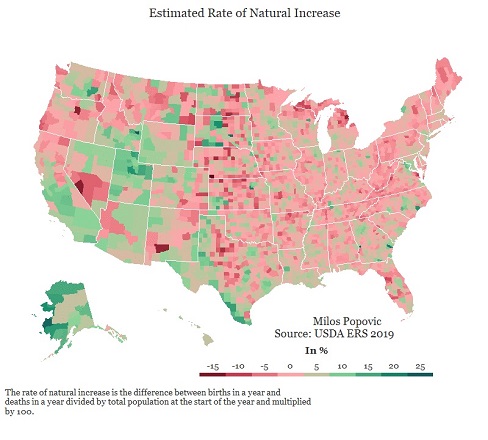 Estimated Rate of Natural Increase
Milos Popovic
Source: USDA ERS 2019
In %
-15 -10 -5 0 5 10 15 20 25
The rate of natural increase is the difference between births in a year and
deaths in a year divided by total population at the start of the year and multiplied
by 100.